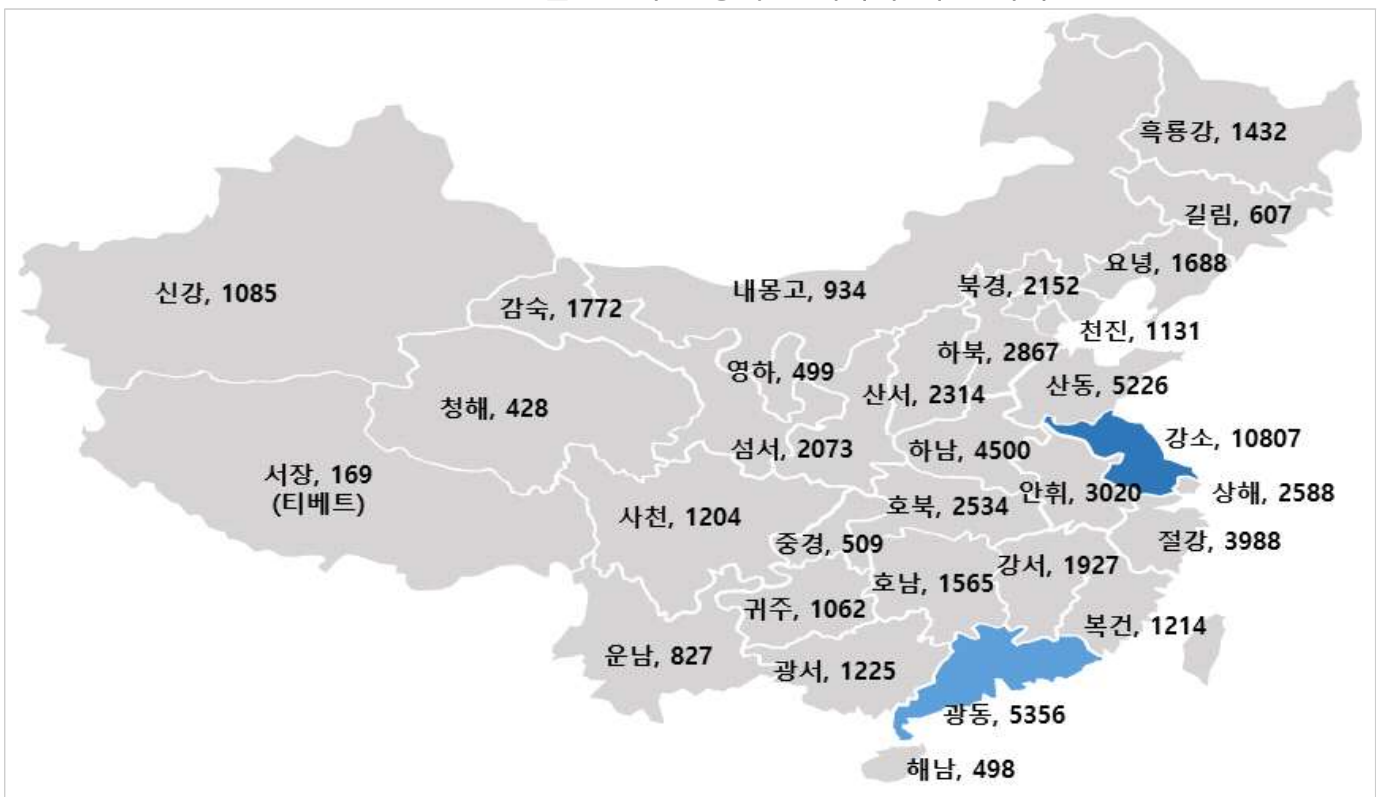 흑룡강, 1432
길림, 607
요녕, 1688
북경, 2152
내몽고, 934
신강, 1085
감숙, 1772
천진, 1131
하북, 2867
영하, 499
산서, 2314
산동, 5226
청해, 428
강소, 10807
섬서, 2073
하남, 4500
서장, 169
(티베트)
안휘, 3020
상해, 2588
호북, 2534
사천, 1204
절강, 3988
중경, 509
강서, 1927
호남, 1565
귀주, 1062
복건, 1214
운남, 827
광서, 1225
광동, 5356
해남, 498